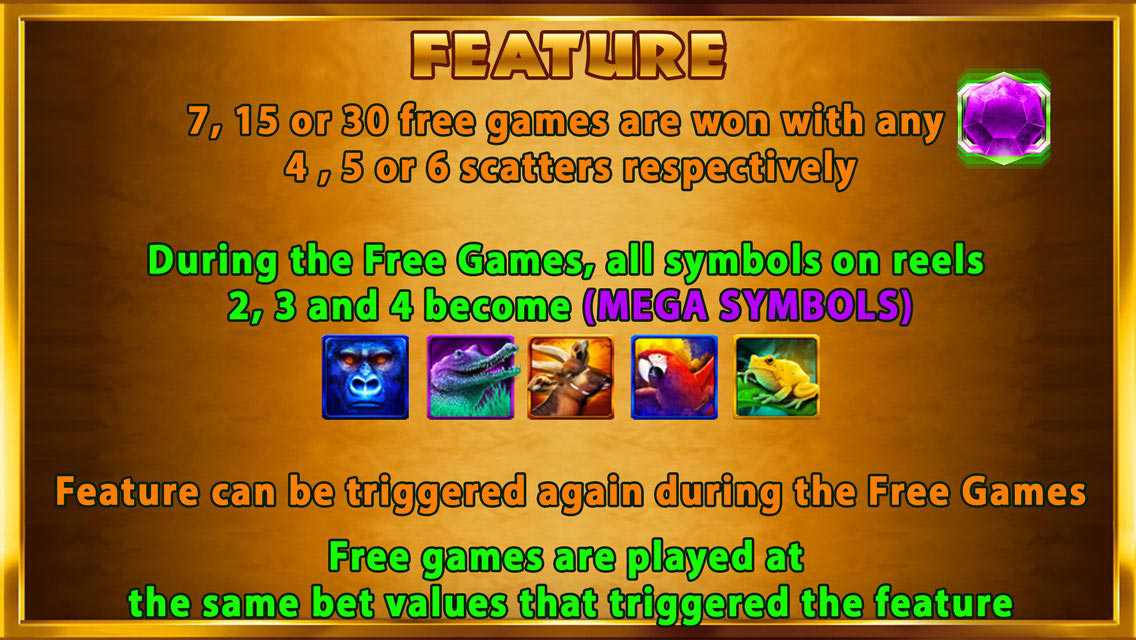 FEATURE
7, 15 or 30 free games are won with any
4 , 5 or 6 scatters respectively
During the Free Games, all symbols on reels
2, 3 and 4 become (MEGA SYMBOLS)
Feature can be triggered again during the Free Games
Free games are played at
the same bet values that triggered the feature